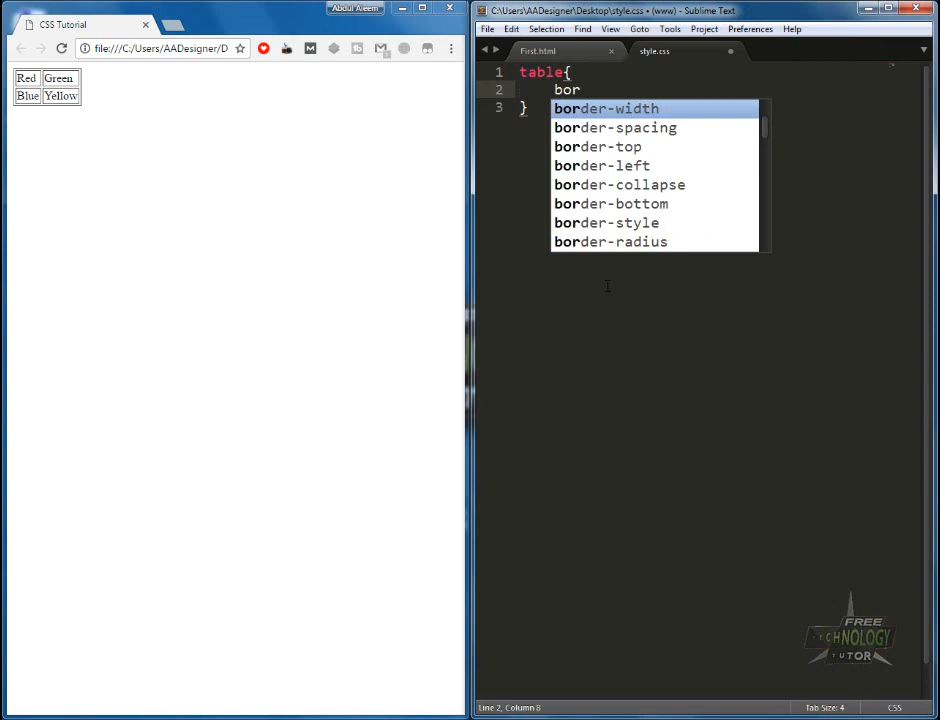 Abdul Aleem
CSS Tutorial
file:///C:/Users/AADesigner/D
Red Green
Blue Yellow
C:\Users\AADesigner\Desktop\style.css • (www) - Sublime Text
File Edit Selection Find View Goto Tools Project Preferences Help
First.html style.css
1 table{
2 bor
3 }
border-width
border-spacing
border-top
border-left
border-collapse
border-bottom
border-style
border-radius
FREE
TECHNOLOGY
TUTOR
Line 2, Column 8 Tab Size: 4 CSS